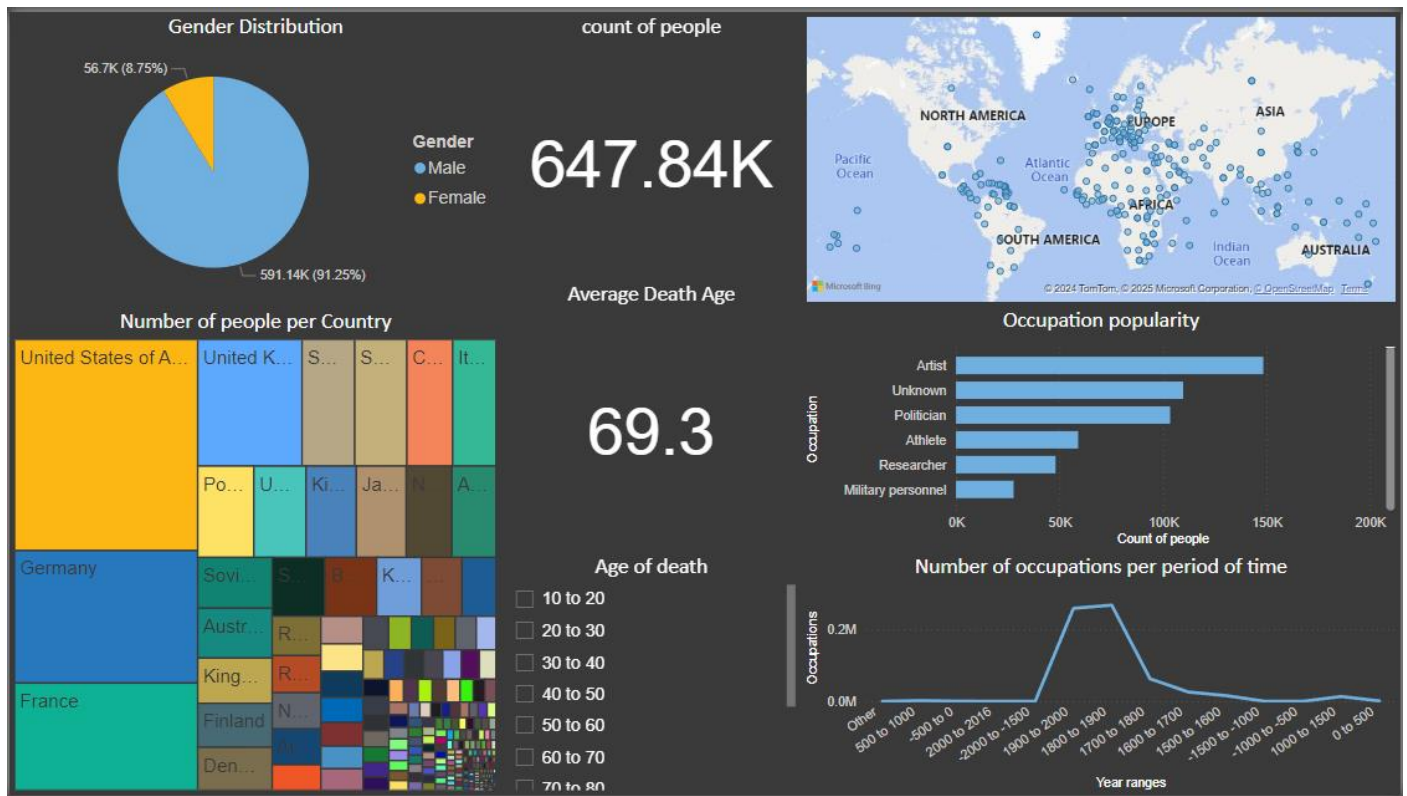 Gender Distribution
56.7K (8.75%)
591.14K (91.25%)
Gender
Male
Female
count of people
647.84K
NORTH AMERICA
EUROPE
ASIA
Pacific
Ocean
Atlantic
Ocean
AFRICA
SOUTH AMERICA
Indian
Ocean
AUSTRALIA
Microsoft Bing
© 2024 TomTom, © 2025 Microsoft Corporation, © OpenStreetMap Terms
Number of people per Country
United States of A...
United K...
S...
S...
C...
It...
Po...
U...
Ki...
Ja...
N...
A...
Germany
Sovi...
S...
B...
K...
...
Austr...
R...
King...
R...
France
Finland
N...
Den...
Average Death Age
69.3
Age of death
10 to 20
20 to 30
30 to 40
40 to 50
50 to 60
60 to 70
70 to 80
Occupation popularity
Occupation
Artist
Unknown
Politician
Athlete
Researcher
Military personnel
0K 50K 100K 150K 200K
Count of people
Number of occupations per period of time
Occupations
0.2M
0.0M
Other
500 to 1000
-500 to 0
2000 to 2016
-2000 to -1500
1900 to 2000
1800 to 1900
1700 to 1800
1600 to 1700
1500 to 1600
-1500 to -1000
-1000 to -500
1000 to 1500
0 to 500
Year ranges